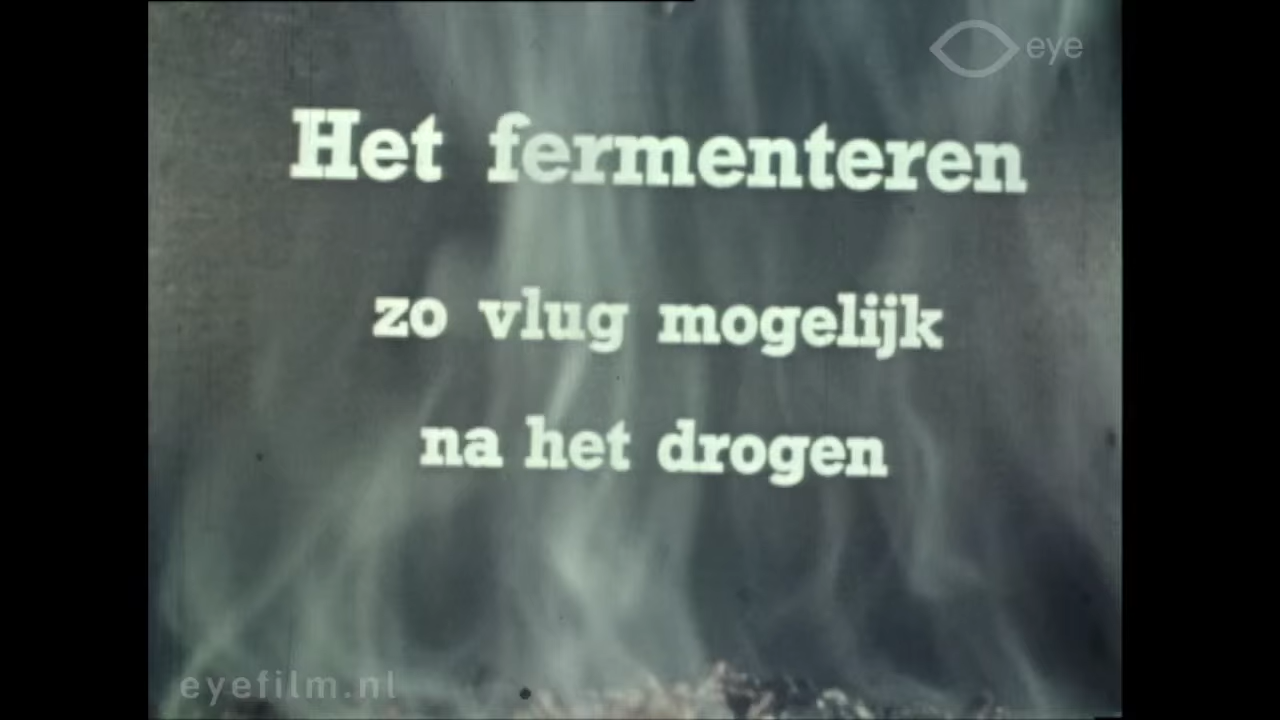 eye
Het fermenteren
zo vlug mogelijk
na het drogen
eyefilm.nl